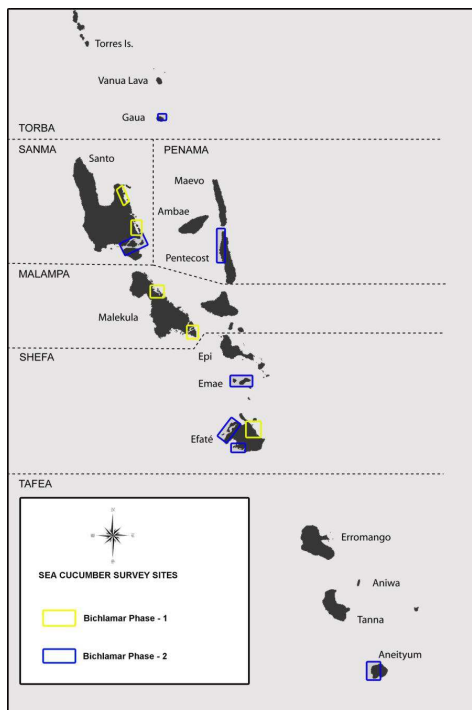 Torres Is.
Vanua Lava
Gaua
TORBA
SANMA
PENAMA
Santo
Maevo
Ambae
Pentecost
MALAMPA
Malekula
SHEFA
Epi
Emae
Efaté
TAFEA
Erromango
Aniwa
Tanna
Aneityum
SEA CUCUMBER SURVEY SITES
Bichlamar Phase - 1
Bichlamar Phase - 2